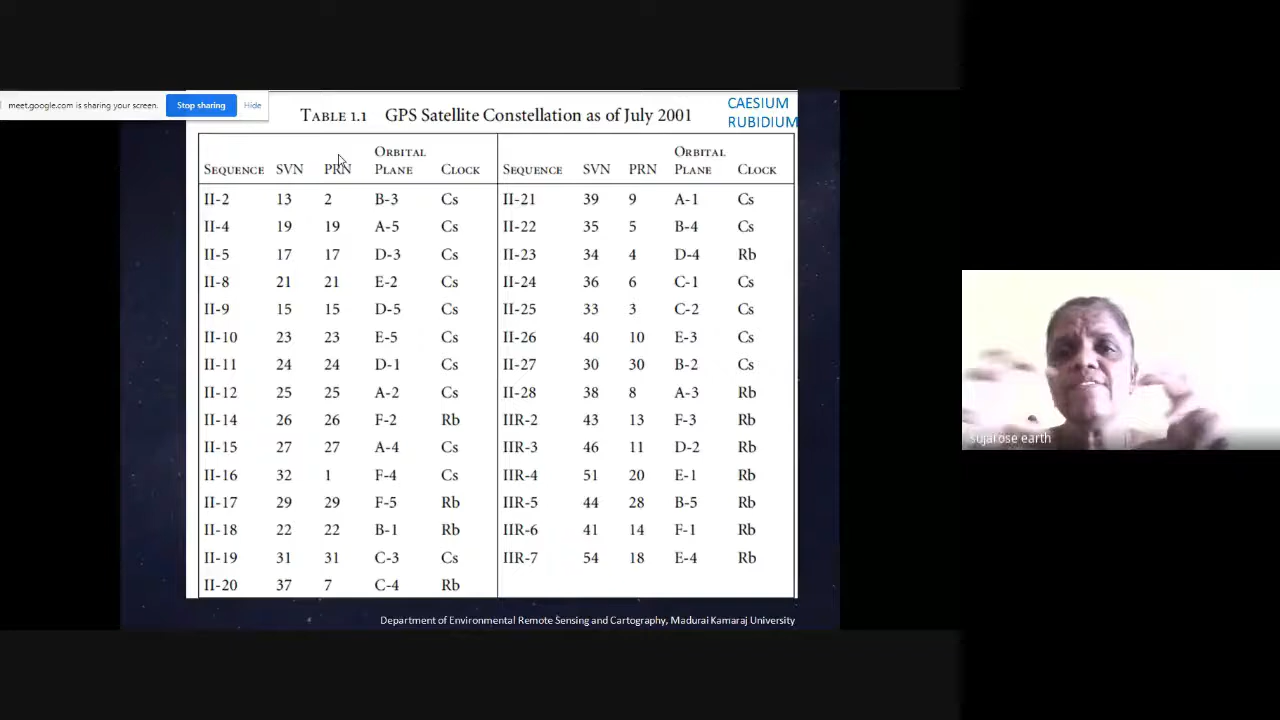 meet.google.com is sharing your screen. Stop sharing Hide
TABLE 1.1 GPS Satellite Constellation as of July 2001
CAESIUM
RUBIDIUM
SEQUENCE SVN PRN ORBITAL PLANE CLOCK SEQUENCE SVN PRN ORBITAL PLANE CLOCK
II-2 13 2 B-3 Cs II-21 39 9 A-1 Cs
II-4 19 19 A-5 Cs II-22 35 5 B-4 Cs
II-5 17 17 D-3 Cs II-23 34 4 D-4 Rb
II-8 21 21 E-2 Cs II-24 36 6 C-1 Cs
II-9 15 15 D-5 Cs II-25 33 3 C-2 Cs
II-10 23 23 E-5 Cs II-26 40 10 E-3 Cs
II-11 24 24 D-1 Cs II-27 30 30 B-2 Cs
II-12 25 25 A-2 Cs II-28 38 8 A-3 Rb
II-14 26 26 F-2 Rb IIR-2 43 13 F-3 Rb
II-15 27 27 A-4 Cs IIR-3 46 11 D-2 Rb
II-16 32 1 F-4 Cs IIR-4 51 20 E-1 Rb
II-17 29 29 F-5 Rb IIR-5 44 28 B-5 Rb
II-18 22 22 B-1 Rb IIR-6 41 14 F-1 Rb
II-19 31 31 C-3 Cs IIR-7 54 18 E-4 Rb
II-20 37 7 C-4 Rb
Department of Environmental Remote Sensing and Cartography, Madurai Kamaraj University
sujarose earth